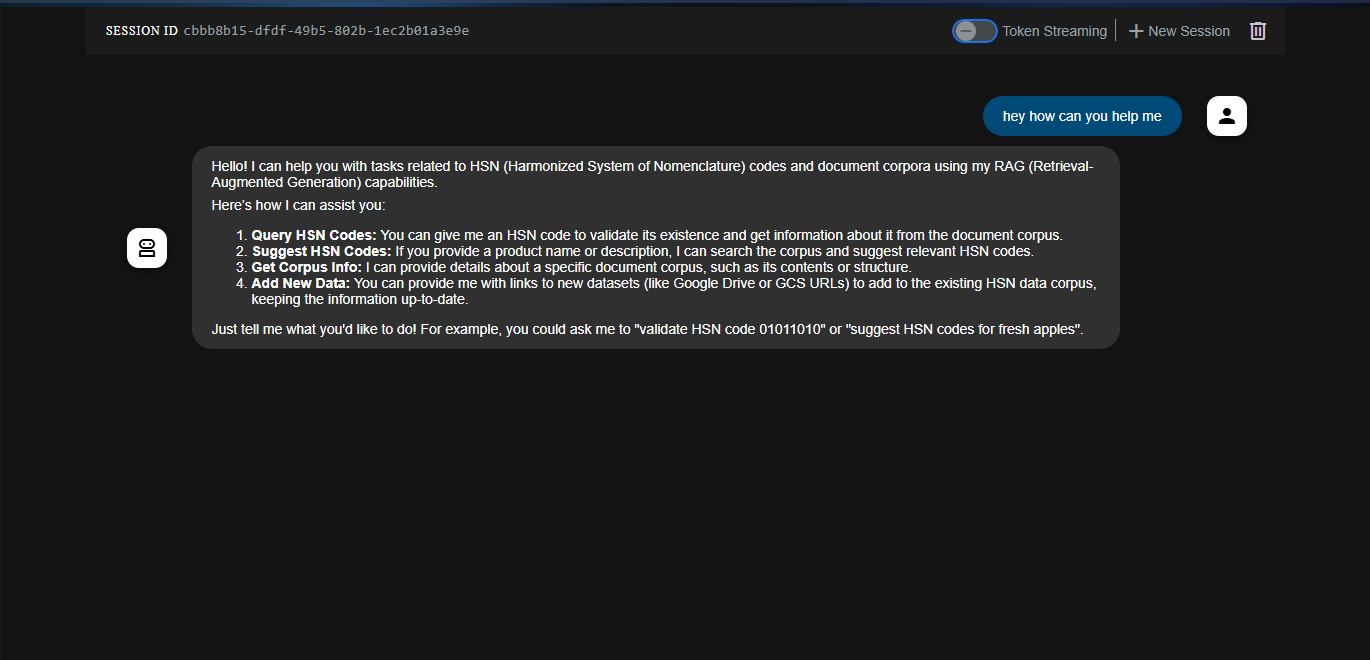 SESSION ID cbbb8b15-dfdf-49b5-802b-1ec2b01a3e9e
Token Streaming
New Session
hey how can you help me
Hello! I can help you with tasks related to HSN (Harmonized System of Nomenclature) codes and document corpora using my RAG (Retrieval-
Augmented Generation) capabilities.
Here's how I can assist you:
1. Query HSN Codes: You can give me an HSN code to validate its existence and get information about it from the document corpus.
2. Suggest HSN Codes: If you provide a product name or description, I can search the corpus and suggest relevant HSN codes.
3. Get Corpus Info: I can provide details about a specific document corpus, such as its contents or structure.
4. Add New Data: You can provide me with links to new datasets (like Google Drive or GCS URLs) to add to the existing HSN data corpus,
keeping the information up-to-date.
Just tell me what you'd like to do! For example, you could ask me to "validate HSN code 01011010" or "suggest HSN codes for fresh apples".